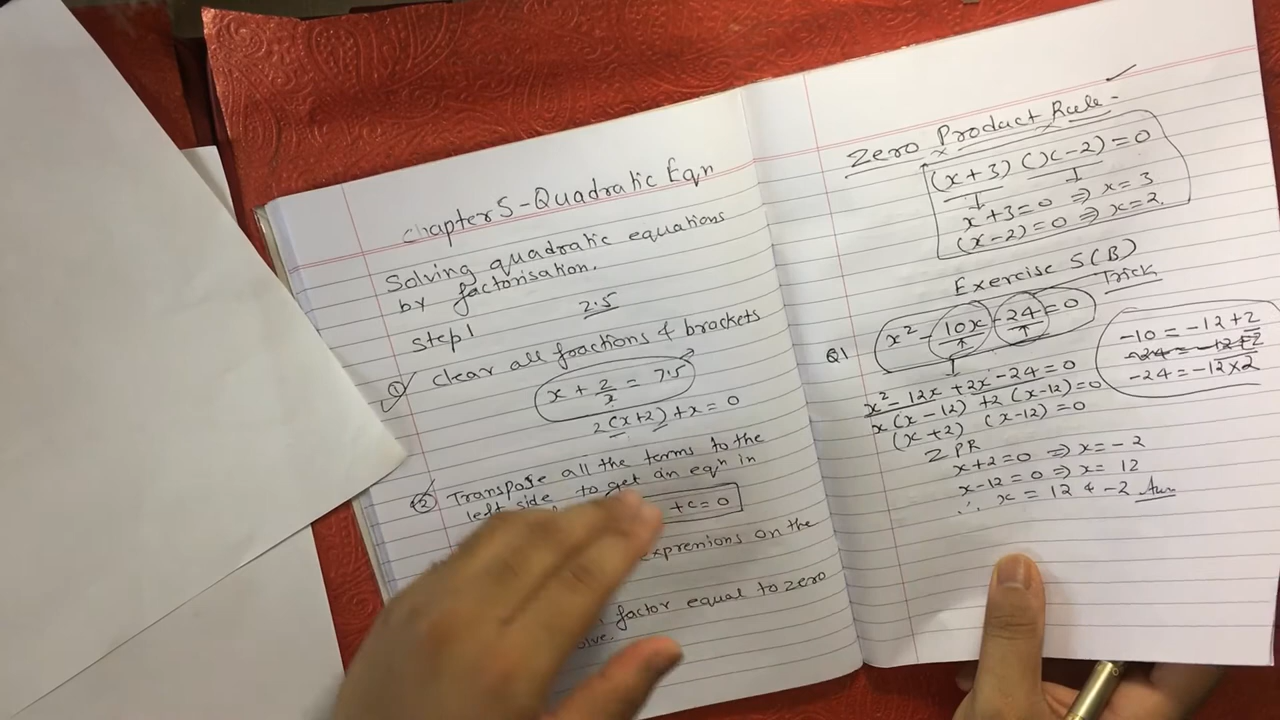 Chapter 5 - Quadratic Eqn
Solving quadratic equations
by factorisation.
2.5
Step 1
① Clear all fractions & brackets
x + 2/x = 7.5
2(x+2) + x = 0
② Transpose all the terms to the
left side to get an eqn in
+c=0
expressions on the
factor equal to zero
olve.
Zero Product Rule -
(x+3) (x-2) = 0
x+3=0 ⇒ x=3
(x-2)=0 ⇒ x=2.
Exercise 5(B)
Trick
Q1 x² - 10x - 24 = 0
-10 = -12+2
-24 = -12+2
-24 = -12×2
x² - 12x + 2x - 24 = 0
x(x-12) +2(x-12)=0
(x+2) (x-12)=0
ZPR
x+2=0 ⇒ x=-2
x-12=0 ⇒ x= 12
∴ x = 12 & -2 Ans